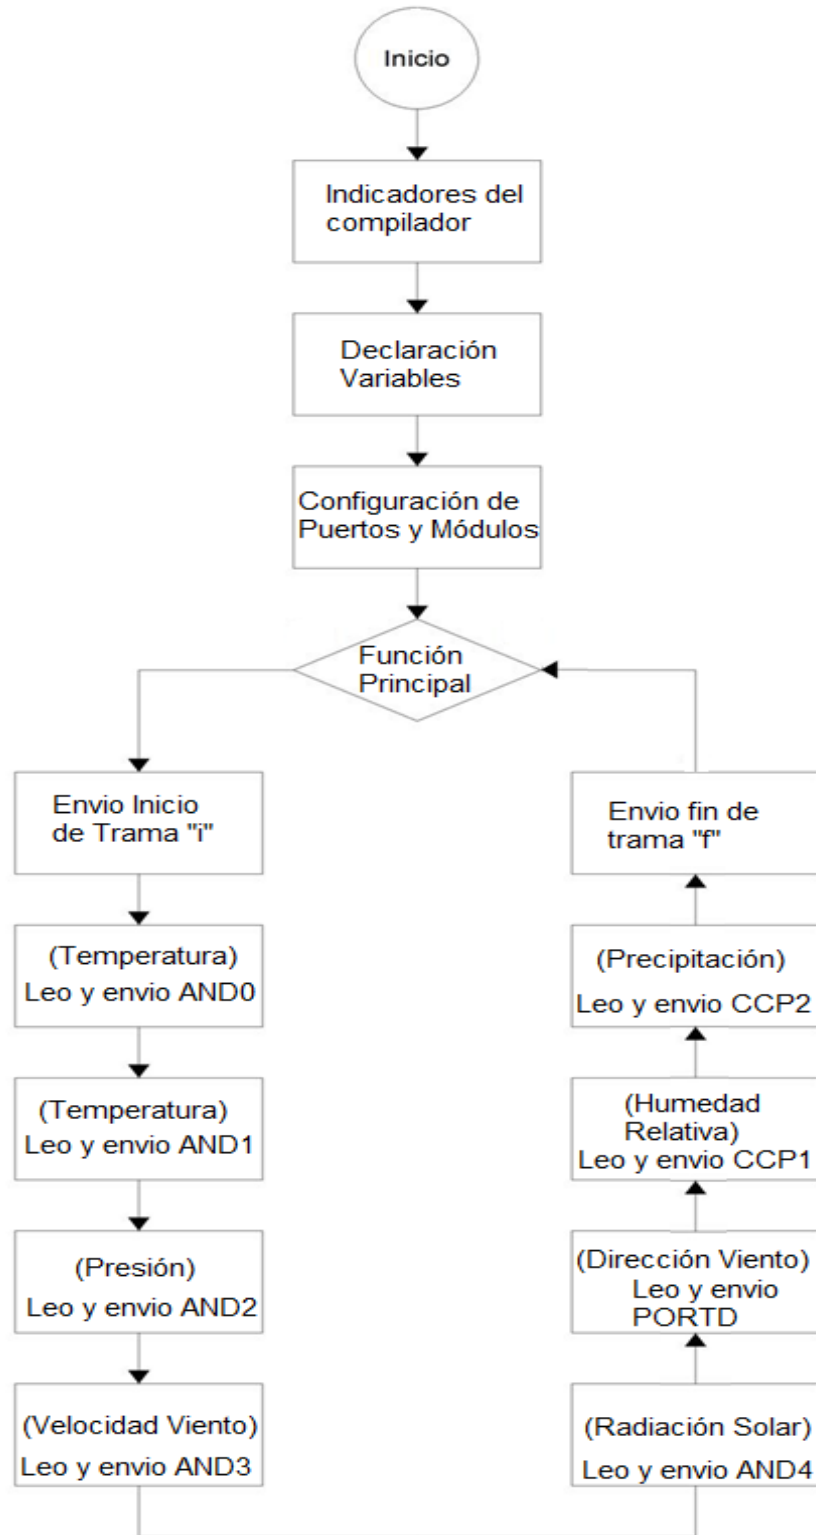 Inicio
Indicadores del
compilador
Declaración
Variables
Configuración de
Puertos y Módulos
Función
Principal
Envio Inicio
de Trama "i"
(Temperatura)
Leo y envio AND0
(Temperatura)
Leo y envio AND1
(Presión)
Leo y envio AND2
(Velocidad Viento)
Leo y envio AND3
(Radiación Solar)
Leo y envio AND4
(Dirección Viento)
Leo y envio
PORTD
(Humedad
Relativa)
Leo y envio CCP1
(Precipitación)
Leo y envio CCP2
Envio fin de
trama "f"